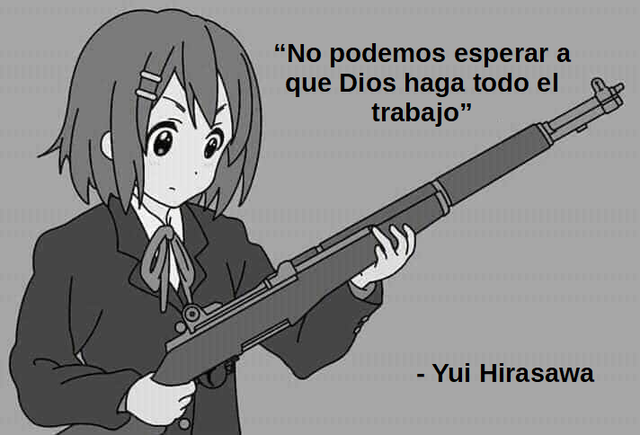 “No podemos esperar a
que Dios haga todo el
trabajo”
- Yui Hirasawa